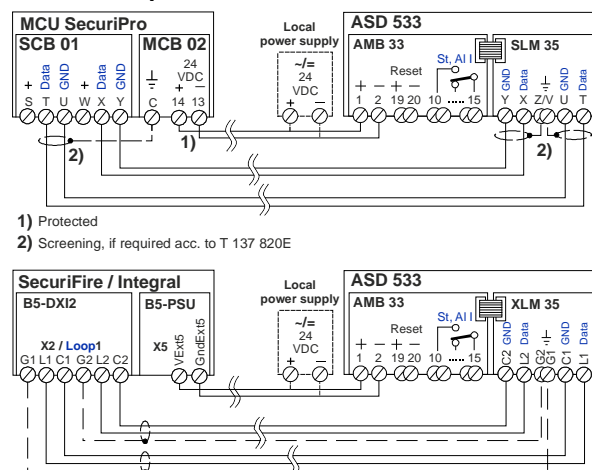 MCU SecuriPro
SCB 01
MCB 02
+ Data GND + Data GND
24
VDC
S T U W X Y C 14 13
+ –
Local
power supply
~/=
24
VDC
+ –
ASD 533
AMB 33
SLM 35
St, Al I
Reset
+ – + –
1 2 19 20 10 ..... 15
GND Data GND Data
Y X Z/V U T
2)
1)
2)
1) Protected
2) Screening, if required acc. to T 137 820E
SecuriFire / Integral
B5-DXI2
B5-PSU
X2 / Loop1
X5
VExt5
GndExt5
G1 L1 C1 G2 L2 C2
Local
power supply
~/=
24
VDC
+ –
ASD 533
AMB 33
XLM 35
St, Al I
Reset
+ – + –
1 2 19 20 10 ..... 15
GND Data GND Data
C2 L2 G2 G1 C1 L1